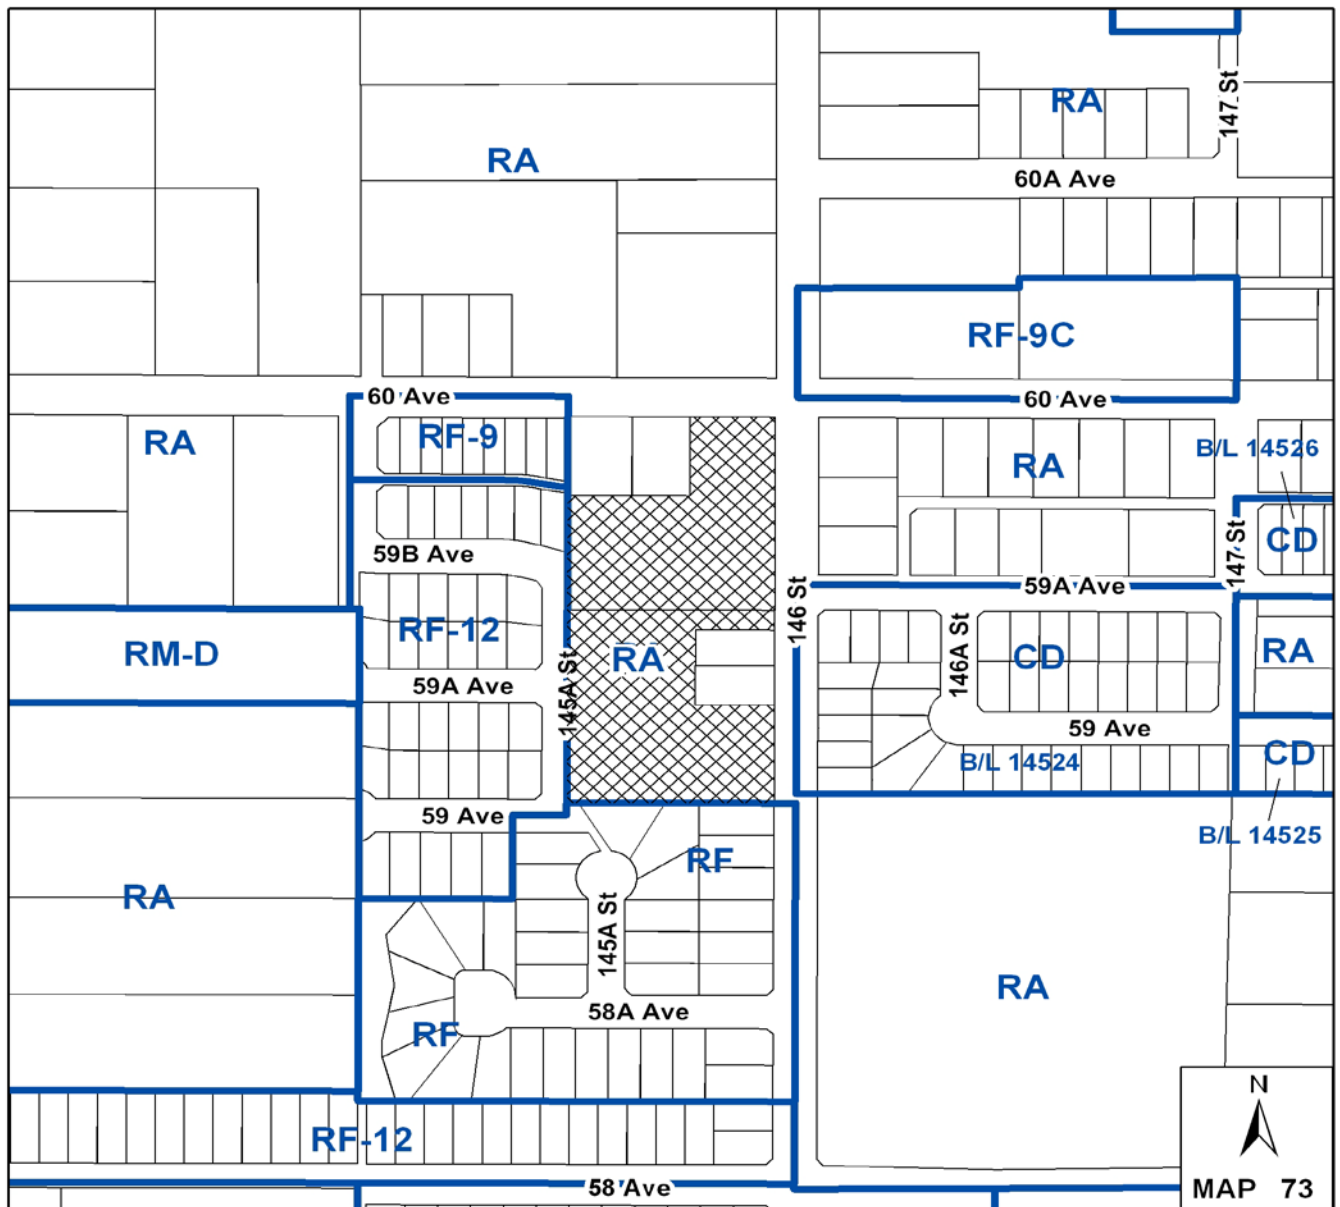 RA
147 St
RA
60A Ave
RF-9C
60 Ave
60 Ave
RF-9
RA
RA
B/L 14526
59B Ave
CD
147 St
59A Ave
146 St
RF-12
RM-D
RA
146A St
CD
RA
59A Ave
145A St
59 Ave
CD
B/L 14524
59 Ave
B/L 14525
RF
RA
145A St
RA
58A Ave
RF
N
RF-12
58 Ave
MAP 73